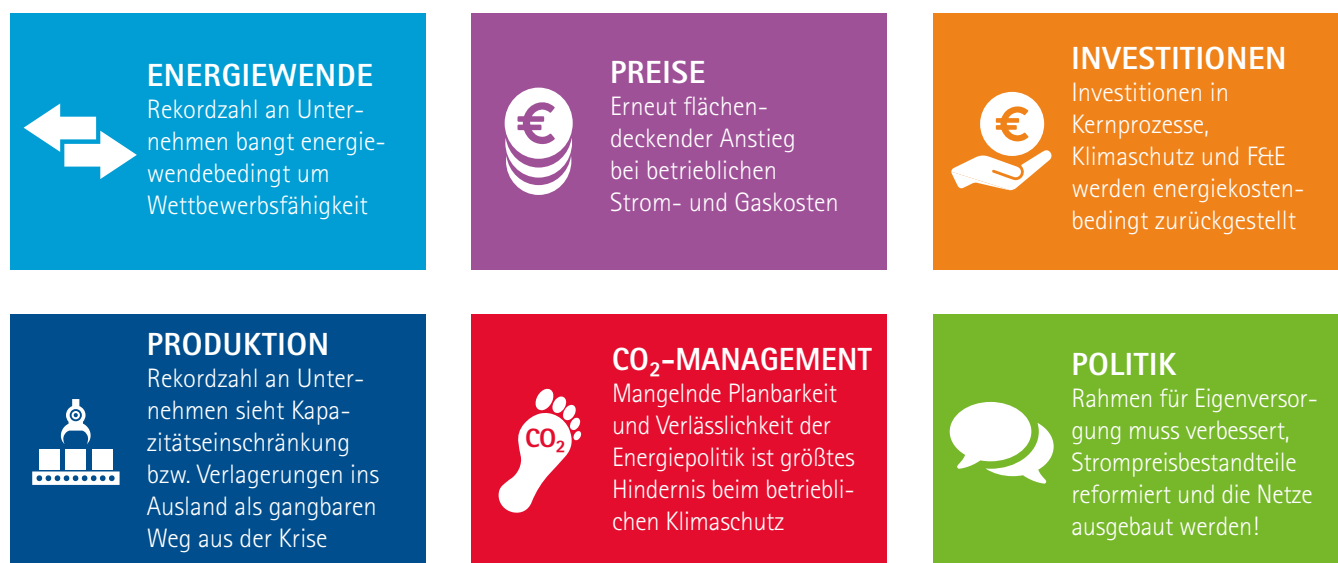 ENERGIEWENDE
Rekordzahl an Unter-
nehmen bangt energie-
wendebedingt um
Wettbewerbsfähigkeit
€
PREISE
Erneut flächen-
deckender Anstieg
bei betrieblichen
Strom- und Gaskosten
€
INVESTITIONEN
Investitionen in
Kernprozesse,
Klimaschutz und F&E
werden energiekosten-
bedingt zurückgestellt
PRODUKTION
Rekordzahl an Unter-
nehmen sieht Kapa-
zitätseinschränkung
bzw. Verlagerungen ins
Ausland als gangbaren
Weg aus der Krise
CO₂
CO₂-MANAGEMENT
Mangelnde Planbarkeit
und Verlässlichkeit der
Energiepolitik ist größtes
Hindernis beim betriebli-
chen Klimaschutz
POLITIK
Rahmen für Eigenversor-
gung muss verbessert,
Strompreisbestandteile
reformiert und die Netze
ausgebaut werden!